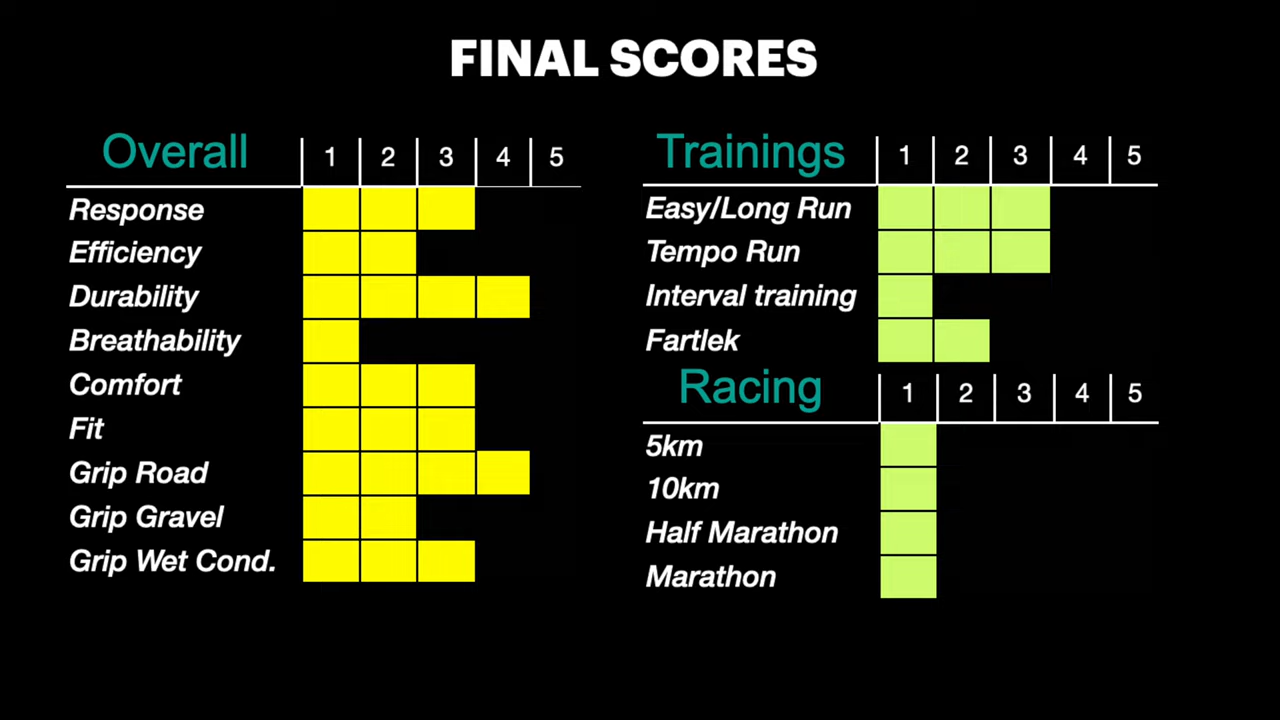 FINAL SCORES
Overall 1 2 3 4 5
Response
Efficiency
Durability
Breathability
Comfort
Fit
Grip Road
Grip Gravel
Grip Wet Cond.
Trainings 1 2 3 4 5
Easy/Long Run
Tempo Run
Interval training
Fartlek
Racing 1 2 3 4 5
5km
10km
Half Marathon
Marathon